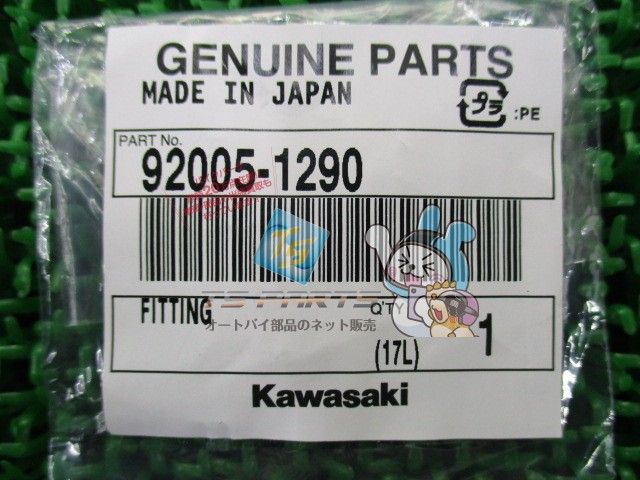 GENUINE PARTS
MADE IN JAPAN
プラ :PE
PART No.
92005-1290
TS PARTS
FITTING
Q'TY
オートバイ部品のネット販売
(17L) 1
Kawasaki